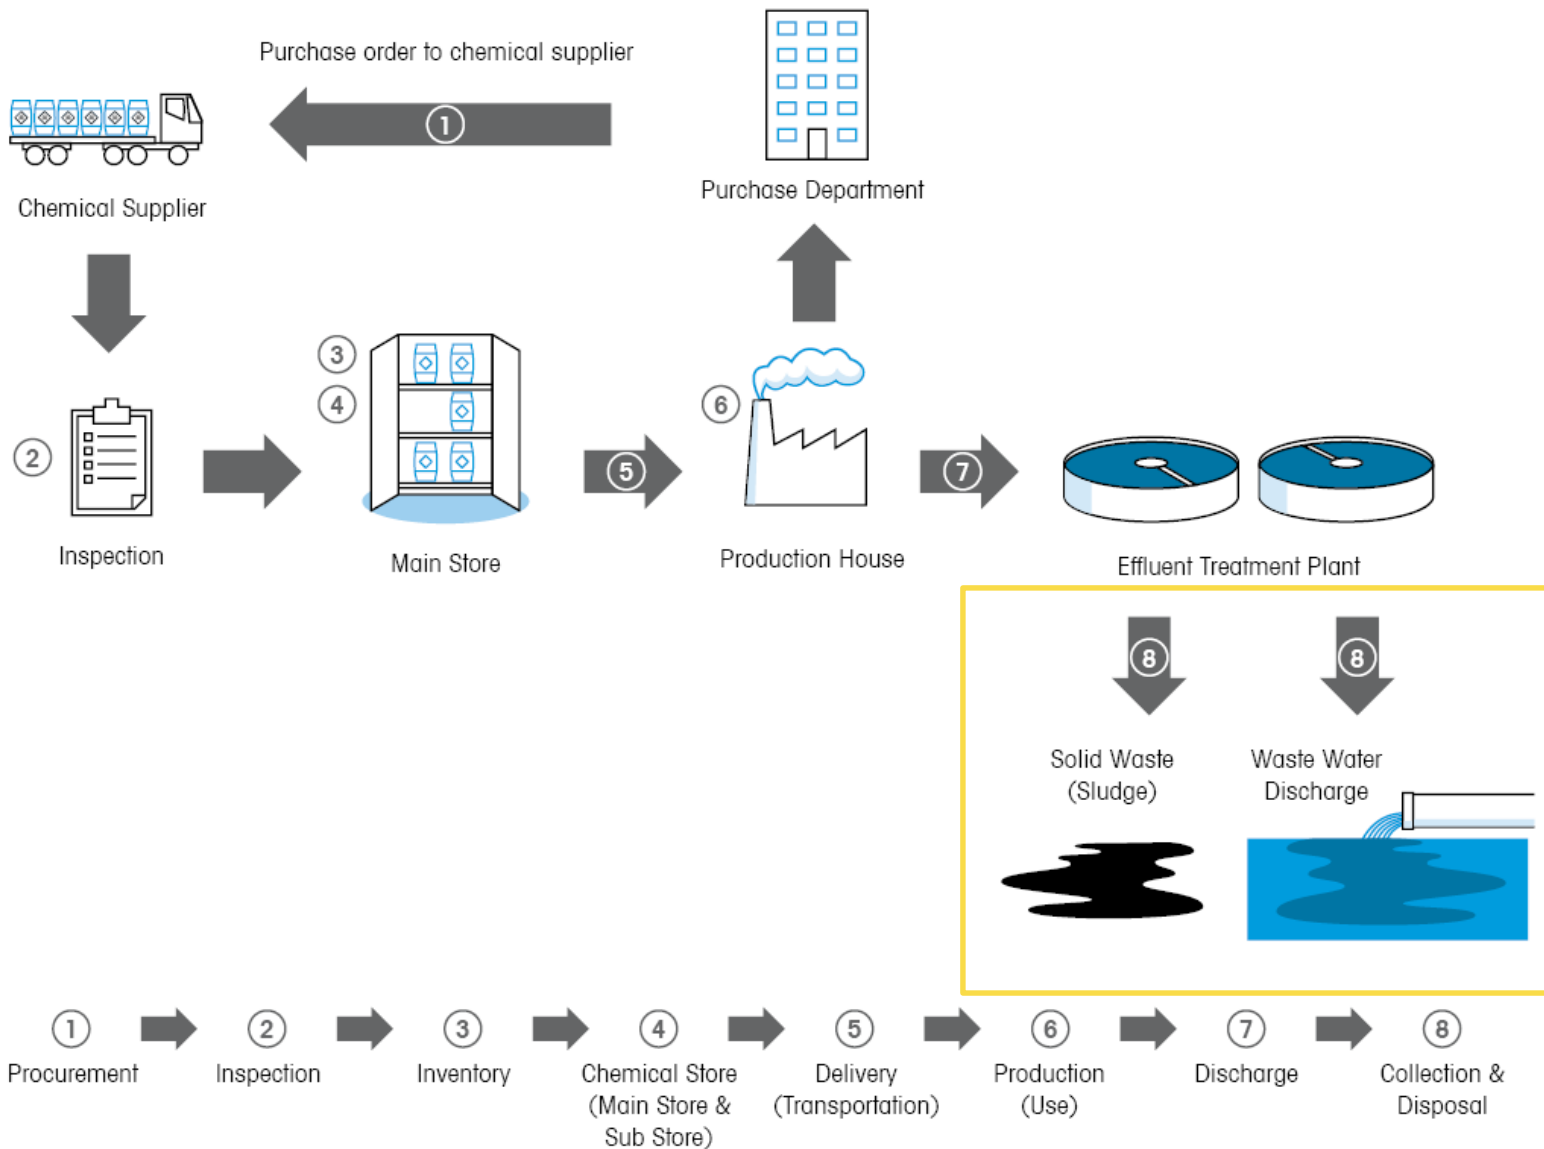 Purchase order to chemical supplier
1
Chemical Supplier
Purchase Department
2
Inspection
3
4
Main Store
5
6
Production House
7
Effluent Treatment Plant
8
8
Solid Waste
(Sludge)
Waste Water
Discharge
1
Procurement
2
Inspection
3
Inventory
4
Chemical Store
(Main Store &
Sub Store)
5
Delivery
(Transportation)
6
Production
(Use)
7
Discharge
8
Collection &
Disposal